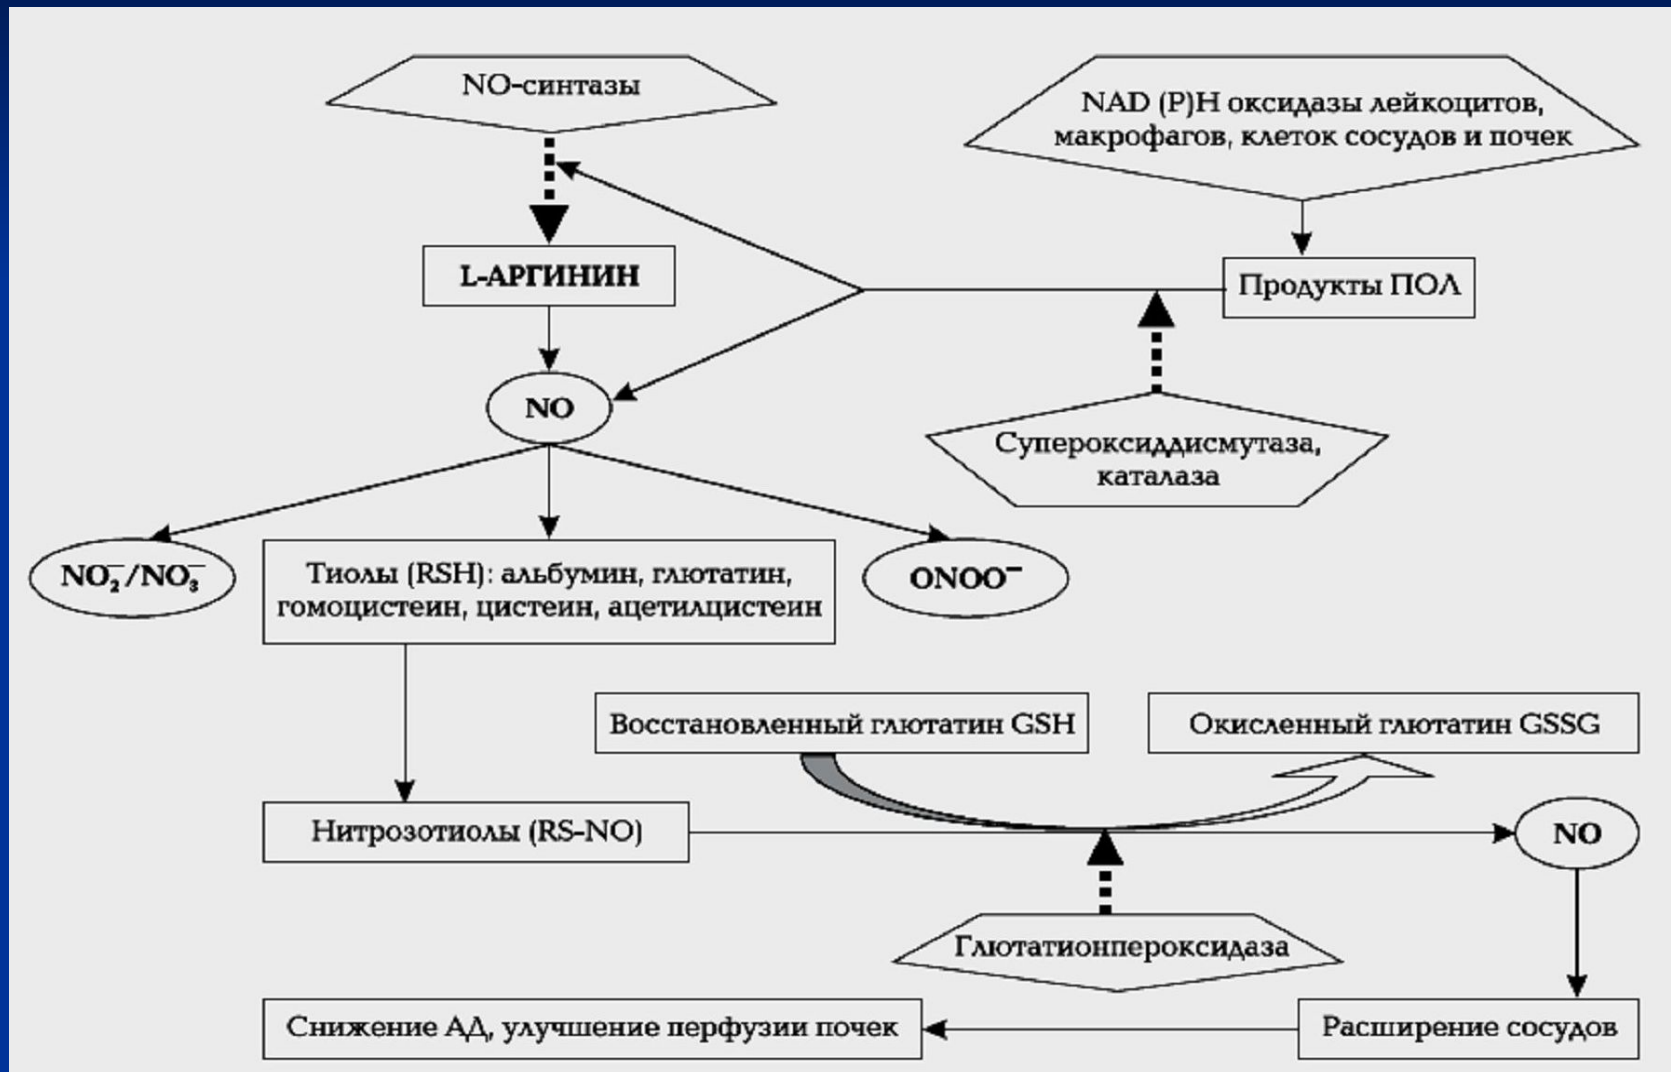 NO-синтазы
NAD (P)H оксидазы лейкоцитов,
макрофагов, клеток сосудов и почек
L-АРГИНИН
Продукты ПОЛ
NO
Супероксиддисмутаза,
каталаза
NO₂⁻/NO₃⁻
Тиолы (RSH): альбумин, глютатин,
гомоцистеин, цистеин, ацетилцистеин
ONOO⁻
Восстановленный глютатин GSH
Окисленный глютатин GSSG
Нитрозотиолы (RS-NO)
NO
Глютатионпероксидаза
Снижение АД, улучшение перфузии почек
Расширение сосудов